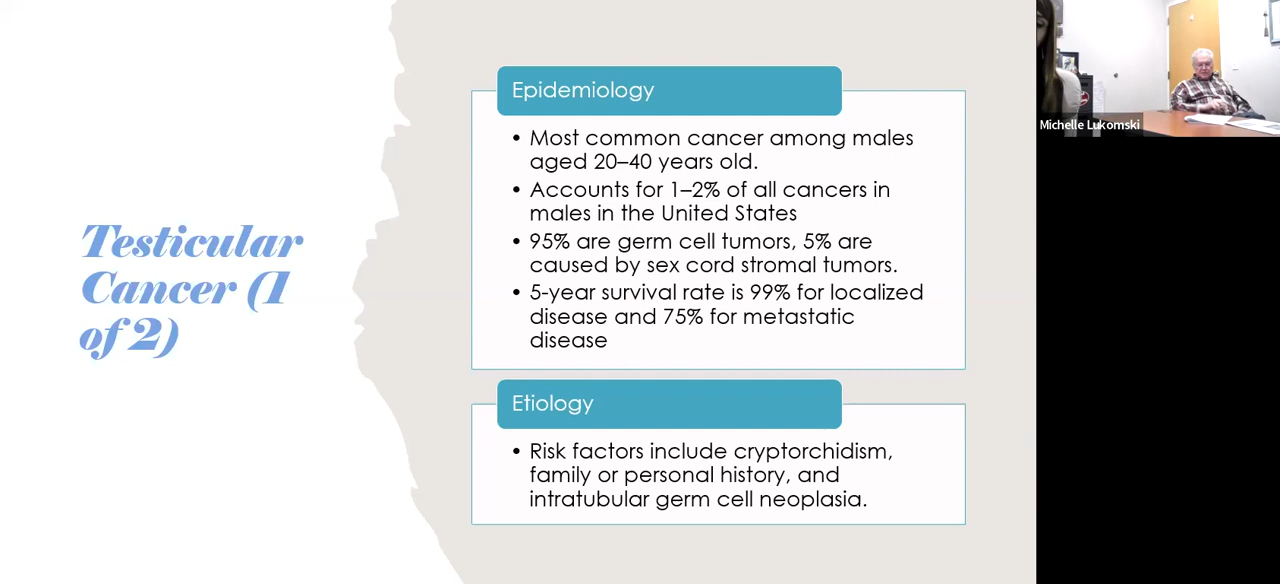 Testicular
Cancer (1
of 2)
Epidemiology
• Most common cancer among males
aged 20–40 years old.
• Accounts for 1–2% of all cancers in
males in the United States
• 95% are germ cell tumors, 5% are
caused by sex cord stromal tumors.
• 5-year survival rate is 99% for localized
disease and 75% for metastatic
disease
Etiology
• Risk factors include cryptorchidism,
family or personal history, and
intratubular germ cell neoplasia.
Michelle Lukomski